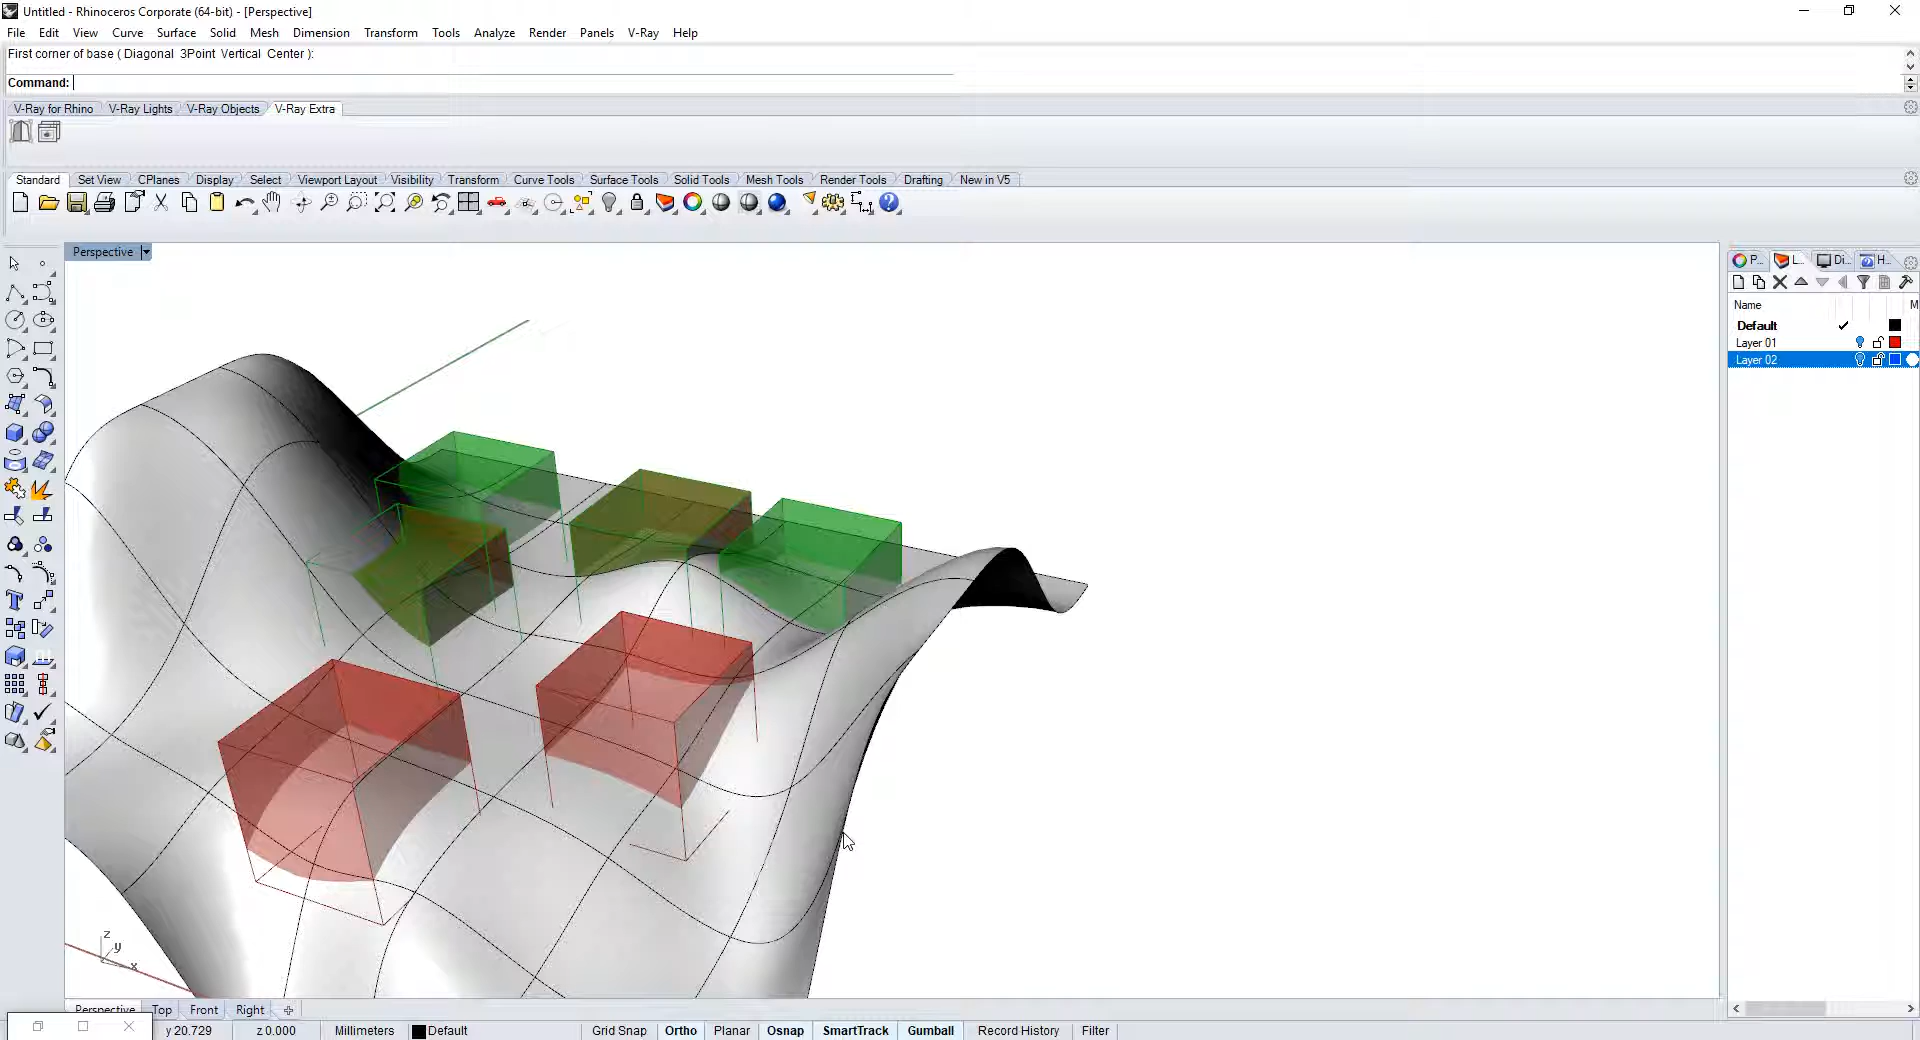 Untitled - Rhinoceros Corporate (64-bit) - [Perspective]
File Edit View Curve Surface Solid Mesh Dimension Transform Tools Analyze Render Panels V-Ray Help
First corner of base ( Diagonal 3Point Vertical Center ):
Command:
V-Ray for Rhino V-Ray Lights V-Ray Objects V-Ray Extra
Standard Set View CPlanes Display Select Viewport Layout Visibility Transform Curve Tools Surface Tools Solid Tools Mesh Tools Render Tools Drafting New in V5
Perspective
P... L... Di... H...
Name M
Default
Layer 01
Layer 02
z
y
x
Perspective Top Front Right
y 20.729 z 0.000 Millimeters Default Grid Snap Ortho Planar Osnap SmartTrack Gumball Record History Filter